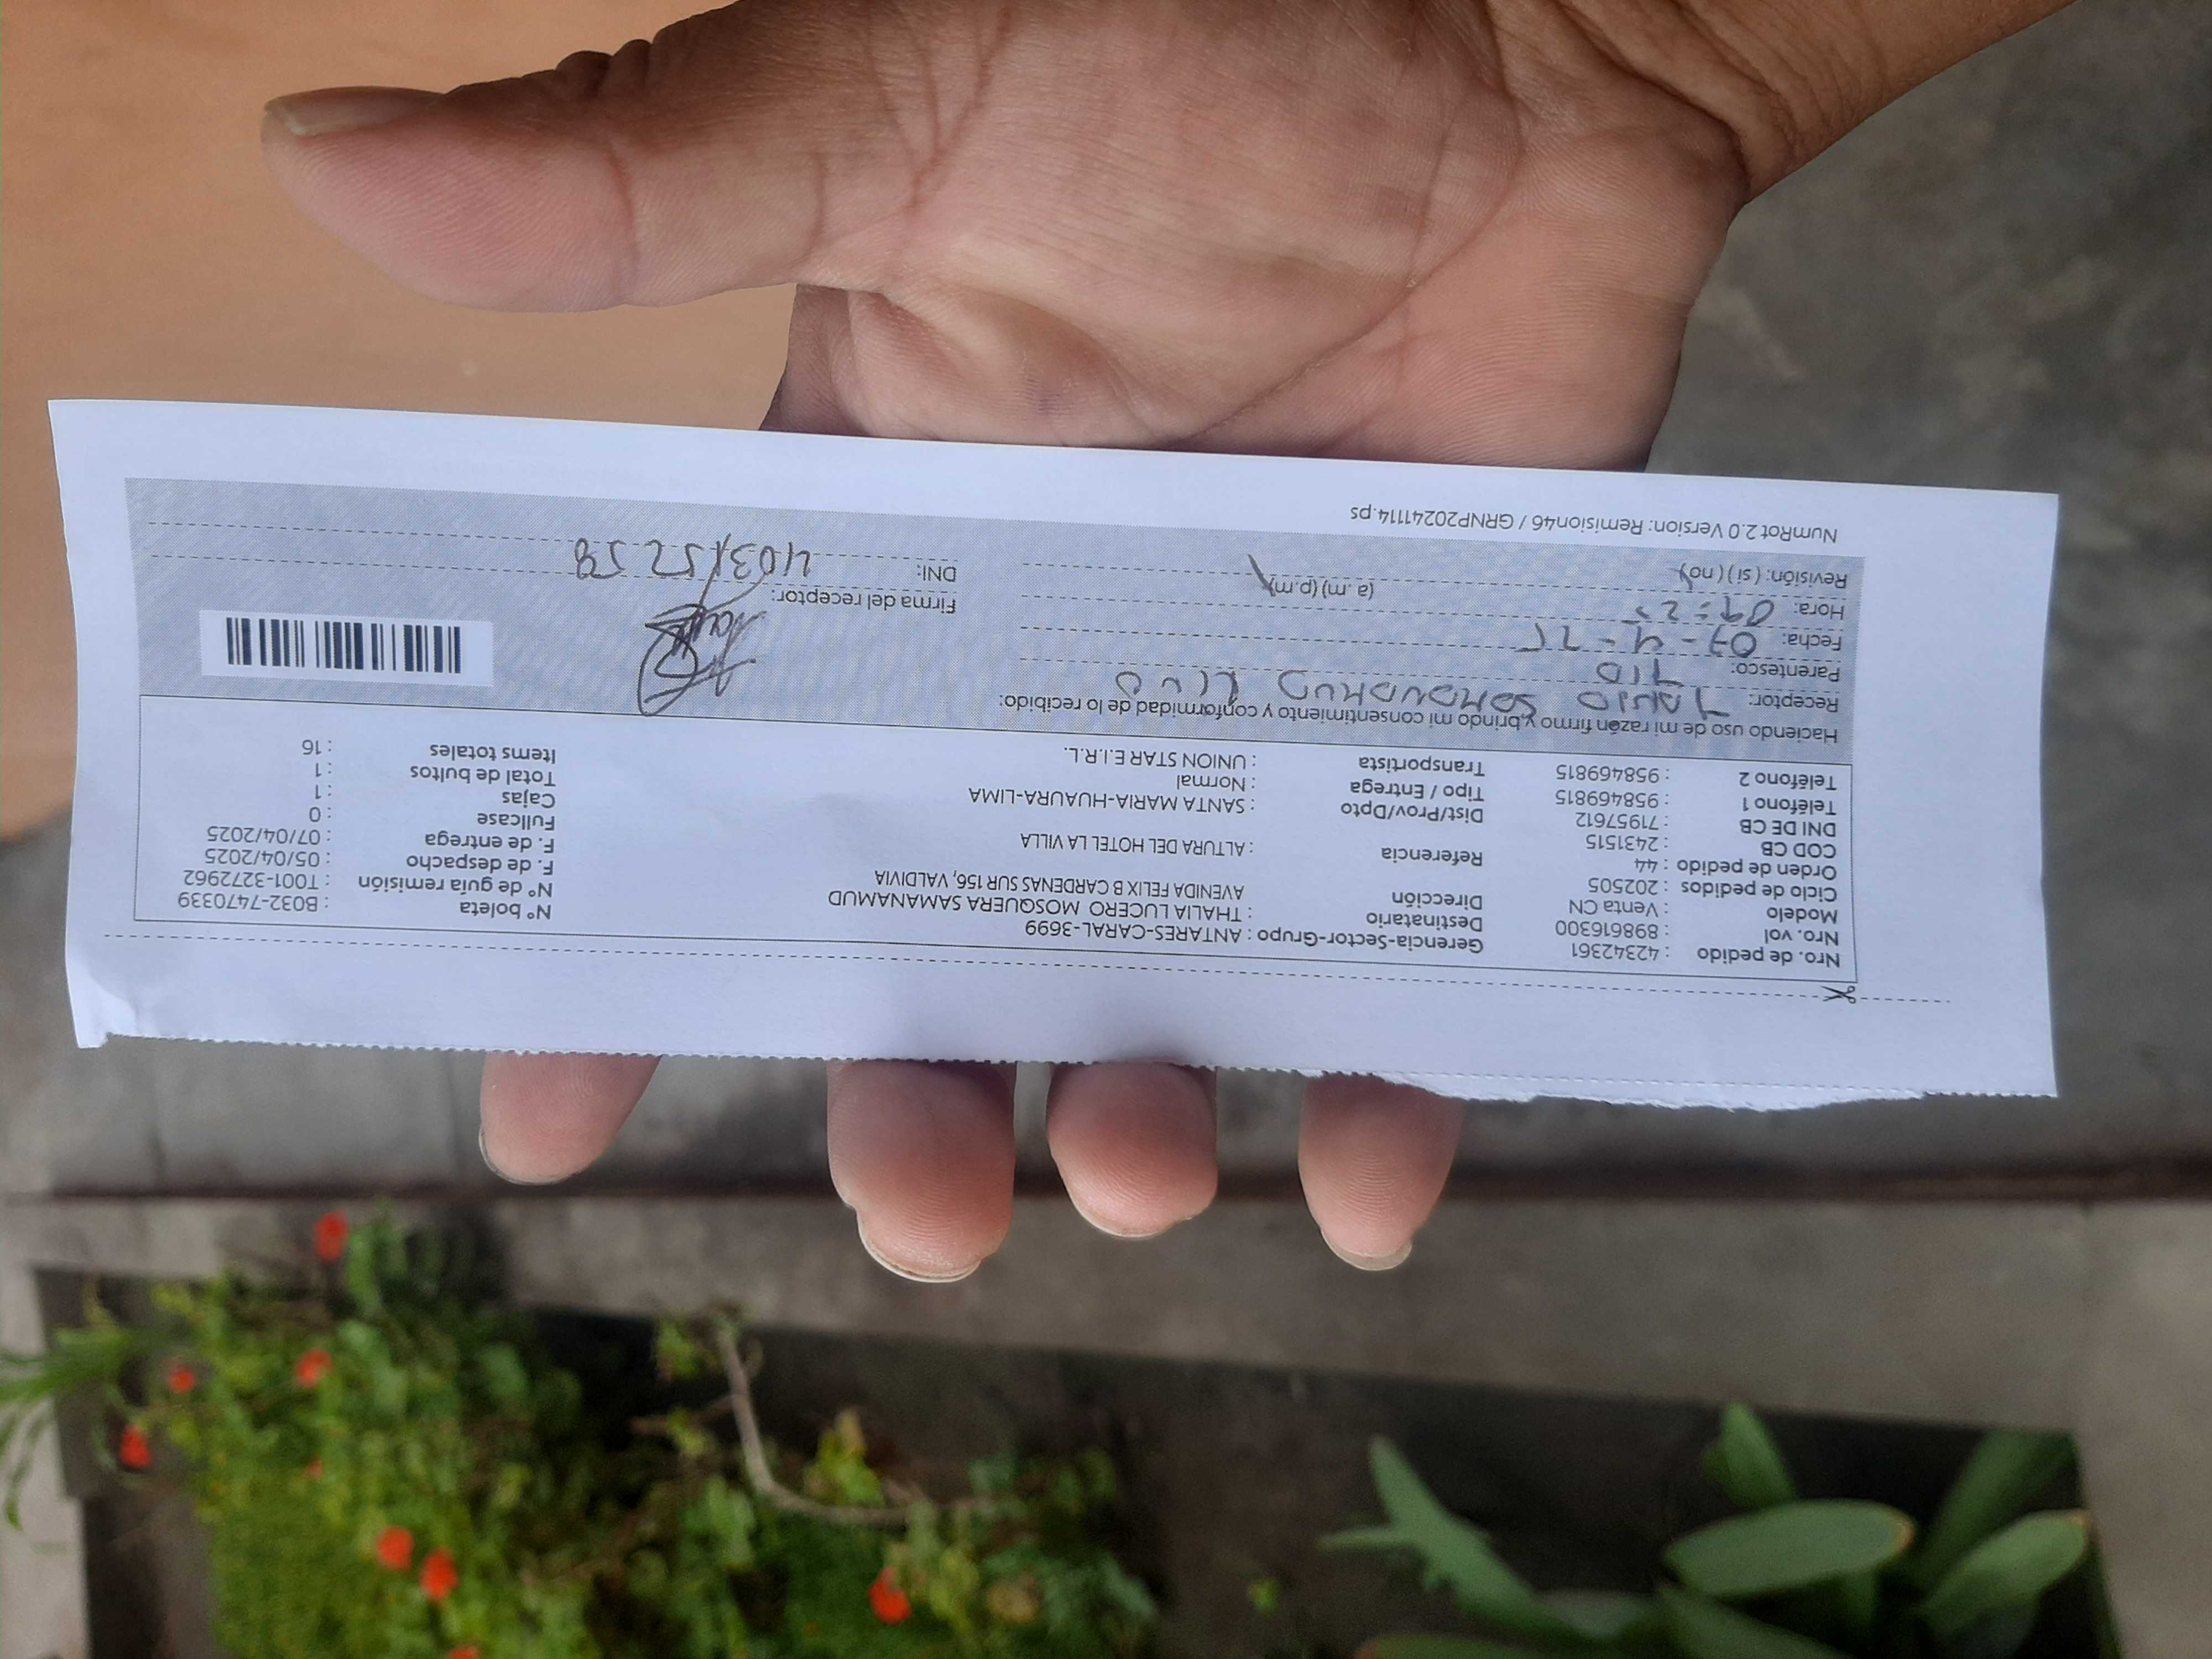 Nro. de pedido : 42342361 Gerencia-Sector-Grupo : ANTARES-CARAL-3699 N° boleta : B032-7470339
Nro. vol : 898616300 Destinatario : THALIA LUCERO MOSQUERA SAMANAMUD N° de guía remisión : T001-3272962
Modelo : Venta CN Dirección AVENIDA FELIX B CARDENAS SUR 156, VALDIVIA F. de despacho : 05/04/2025
Ciclo de pedidos : 202505 F. de entrega : 07/04/2025
Orden de pedido : 44 Referencia : ALTURA DEL HOTEL LA VILLA Fullcase : 0
COD CB : 2431515 Cajas : 1
DNI DE CB : 71957612 Dist/Prov/Dpto : SANTA MARIA-HUAURA-LIMA Total de bultos : 1
Teléfono 1 : 958469815 Tipo / Entrega : Normal Items totales : 16
Teléfono 2 : 958469815 Transportista : UNION STAR E.I.R.L.
Haciendo uso de mi razón firmo y brindo mi consentimiento y conformidad de lo recibido:
Receptor:
Parentesco: TIO
Fecha: 07-4-25 Firma del receptor:
Hora: 09:25 (a.m) (p.m) DNI: 40315258
Revisión: (si) (no)
NumRot 2.0 Version: Remision46 / GRNP20241114.ps